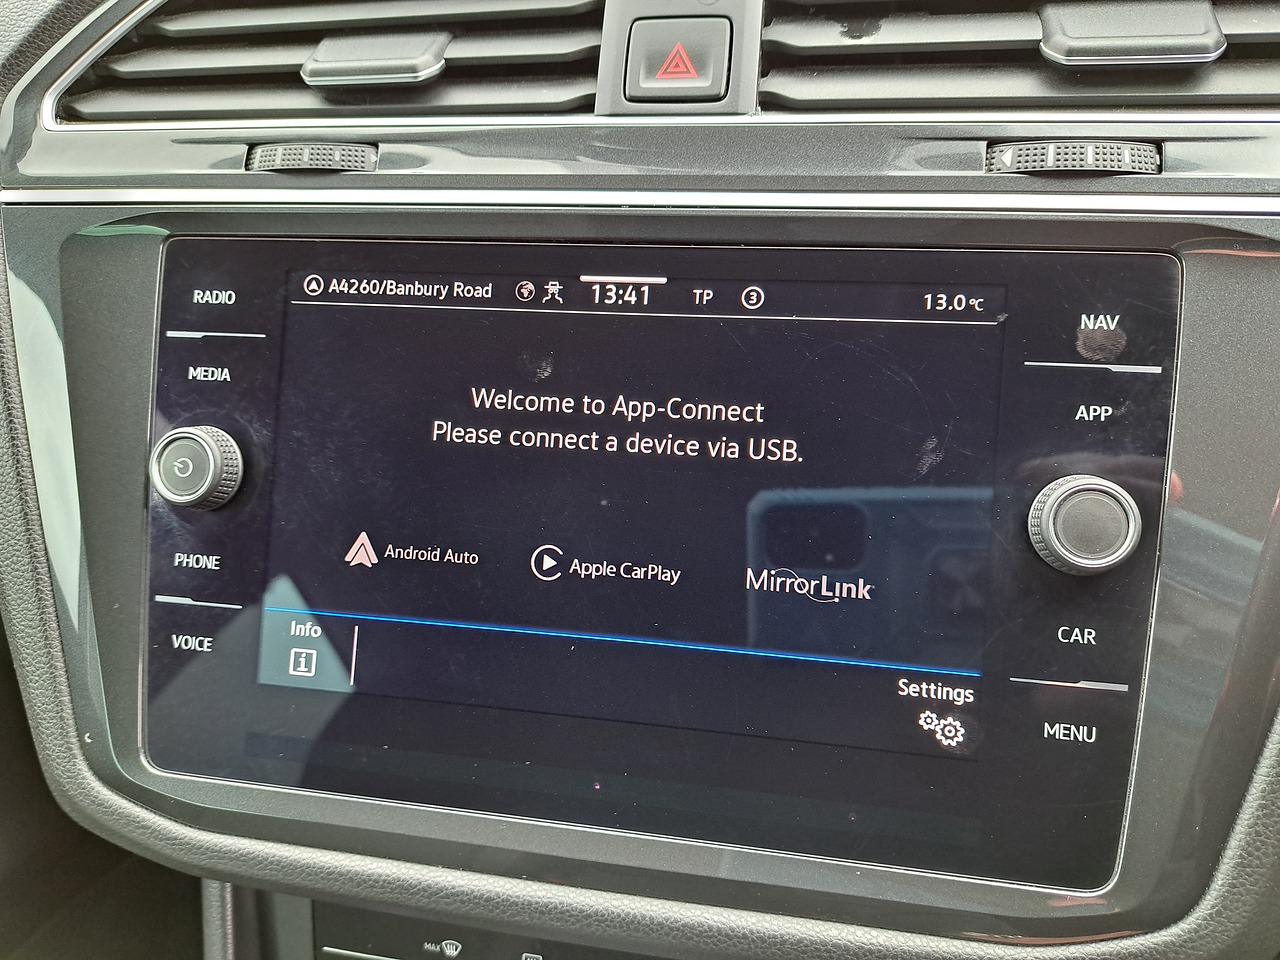 RADIO
MEDIA
PHONE
VOICE
A4260/Banbury Road
13:41
TP
3
13.0°C
Welcome to App-Connect
Please connect a device via USB.
Android Auto
Apple CarPlay
MirrorLink
Info
i
Settings
NAV
APP
CAR
MENU
MAX